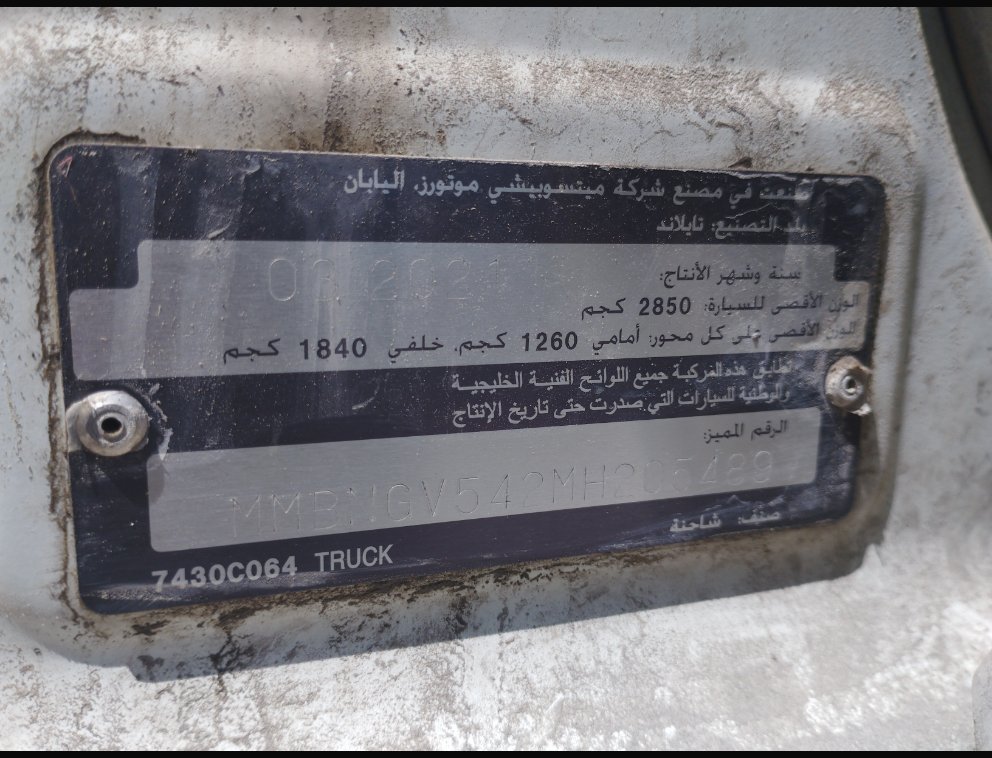 صنعت في مصنع شركة ميتسوبيشي موتورز، اليابان
بلد التصنيع: تايلاند
سنة وشهر الأنتاج: 2021
الوزن الأقصى للسيارة: 2850 كجم
الوزن الأقصى على كل محور: أمامي 1260 كجم، خلفي 1840 كجم
تطابق هذه المركبة جميع اللوائح الفنية الخليجية
والوطنية للسيارات التي صدرت حتى تاريخ الإنتاج
الرقم المميز:
صنف: شاحنة
7430C064 TRUCK